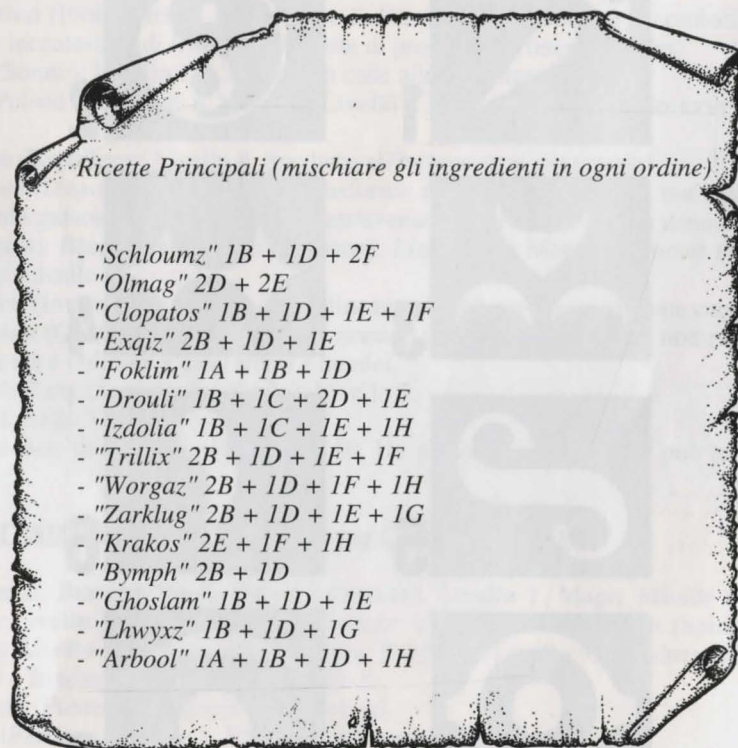 Ricette Principali (mischiare gli ingredienti in ogni ordine)
- "Schloumz" 1B + 1D + 2F
- "Olmag" 2D + 2E
- "Clopatos" 1B + 1D + 1E + 1F
- "Exqiz" 2B + 1D + 1E
- "Foklim" 1A + 1B + 1D
- "Drouli" 1B + 1C + 2D + 1E
- "Izdolia" 1B + 1C + 1E + 1H
- "Trillix" 2B + 1D + 1E + 1F
- "Worgaz" 2B + 1D + 1F + 1H
- "Zarklug" 2B + 1D + 1E + 1G
- "Krakos" 2E + 1F + 1H
- "Bymph" 2B + 1D
- "Ghoslam" 1B + 1D + 1E
- "Lhwyxz" 1B + 1D + 1G
- "Arbool" 1A + 1B + 1D + 1H